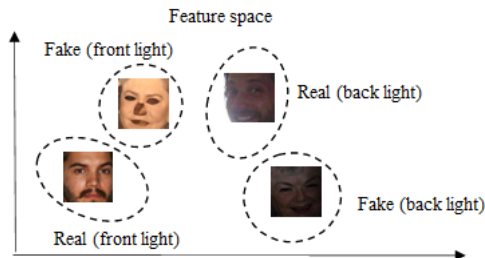 Feature space
Fake (front light)
Real (back light)
Fake (back light)
Real (front light)